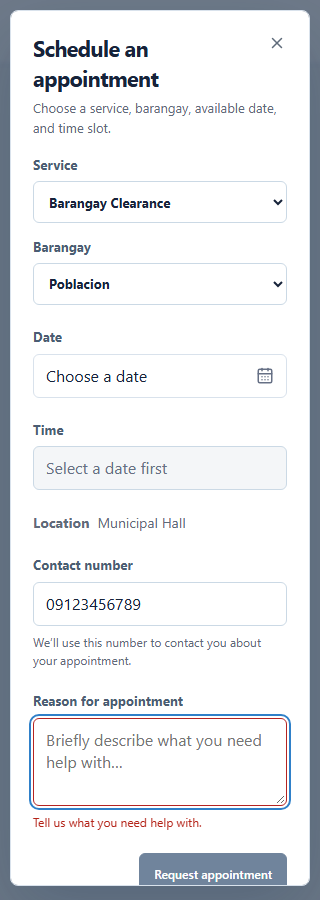 Schedule an
appointment
Choose a service, barangay, available date,
and time slot.
Service
Barangay Clearance
Barangay
Poblacion
Date
Choose a date
Time
Select a date first
Location Municipal Hall
Contact number
09123456789
We'll use this number to contact you about
your appointment.
Reason for appointment
Briefly describe what you need
help with...
Tell us what you need help with.
Request appointment